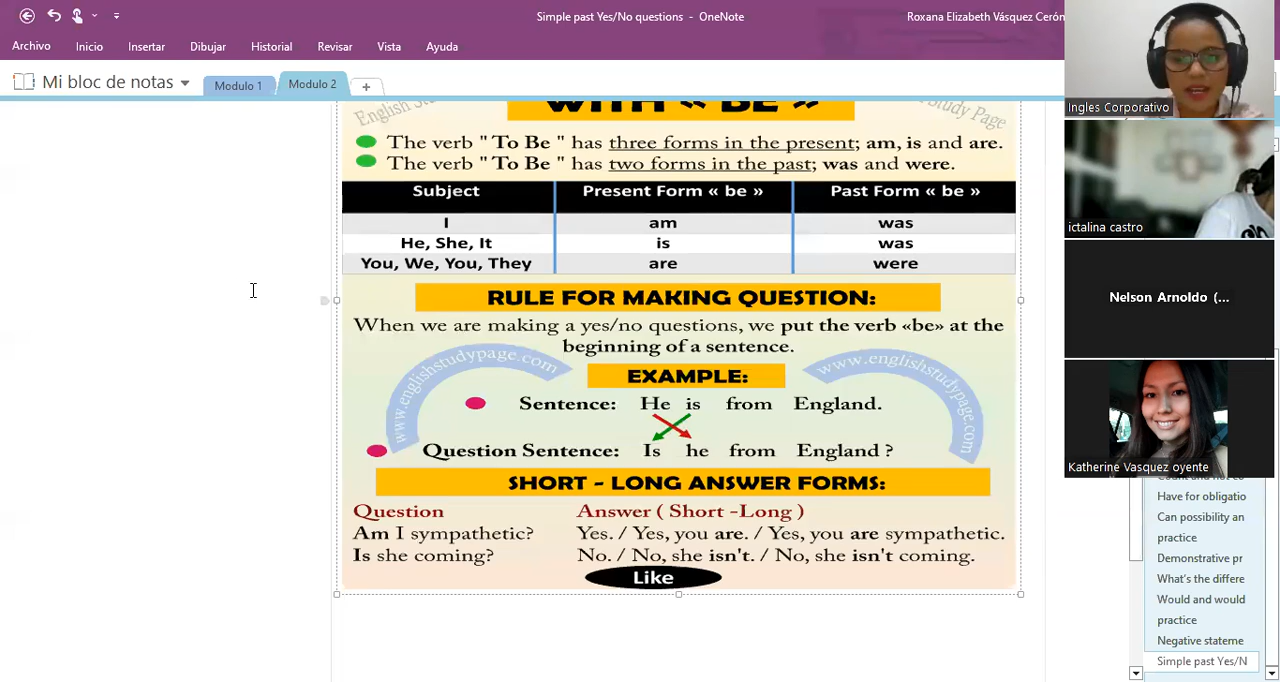 Simple past Yes/No questions - OneNote
Roxana Elizabeth Vásquez Cerón
Archivo Inicio Insertar Dibujar Historial Revisar Vista Ayuda
Mi bloc de notas Modulo 1 Modulo 2 +
WITH « BE »
The verb " To Be " has three forms in the present; am, is and are.
The verb " To Be " has two forms in the past; was and were.
Subject Present Form « be » Past Form « be »
I am was
He, She, It is was
You, We, You, They are were
RULE FOR MAKING QUESTION:
When we are making a yes/no questions, we put the verb «be» at the
beginning of a sentence.
www.englishstudypage.com
www.englishstudypage.com
EXAMPLE:
Sentence: He is from England.
Question Sentence: Is he from England ?
SHORT - LONG ANSWER FORMS:
Question Answer ( Short -Long )
Am I sympathetic? Yes. / Yes, you are. / Yes, you are sympathetic.
Is she coming? No. / No, she isn't. / No, she isn't coming.
Like
Ingles Corporativo
ictalina castro
Nelson Arnoldo (...
Katherine Vasquez oyente
Have for obligatio
Can possibility an
practice
Demonstrative pr
What's the differe
Would and would
practice
Negative stateme
Simple past Yes/N